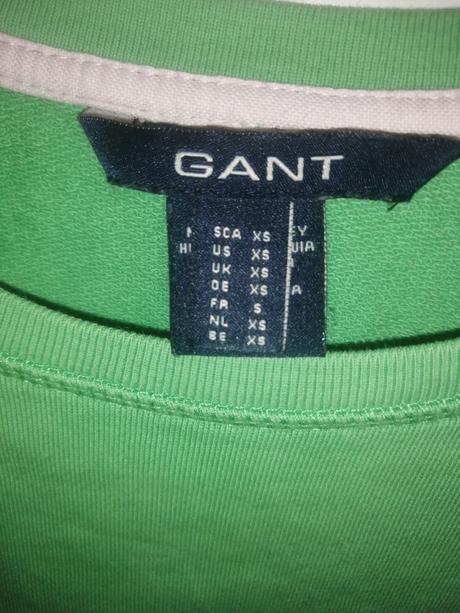 GANT
SCA XS
US XS
UK XS
DE XS
FR S
NL XS
BE XS